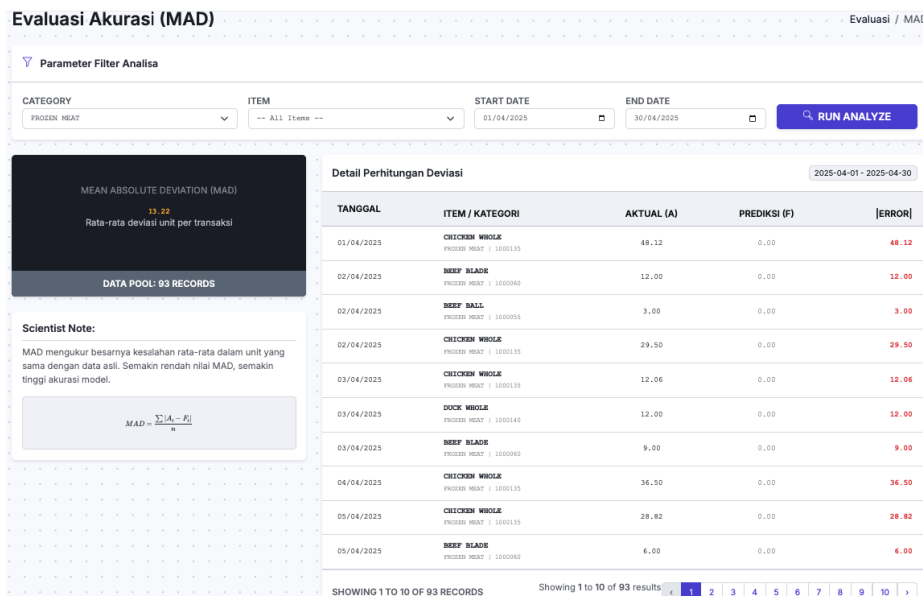 Evaluasi Akurasi (MAD)
Evaluasi / MAD
Parameter Filter Analisa
CATEGORY
FROZEN MEAT
ITEM
-- All Items --
START DATE
01/04/2025
END DATE
30/04/2025
RUN ANALYZE
MEAN ABSOLUTE DEVIATION (MAD)
13.22
Rata-rata deviasi unit per transaksi
DATA POOL: 93 RECORDS
Scientist Note:
MAD mengukur besarnya kesalahan rata-rata dalam unit yang
sama dengan data asli. Semakin rendah nilai MAD, semakin
tinggi akurasi model.
MAD = ∑ |Aₜ − Fₜ| / n
Detail Perhitungan Deviasi
2025-04-01 - 2025-04-30
TANGGAL ITEM / KATEGORI AKTUAL (A) PREDIKSI (F) |ERROR|
01/04/2025 CHICKEN WHOLE 48.12 0.00 48.12
FROZEN MEAT | 1000135
02/04/2025 BEEF BLADE 12.00 0.00 12.00
FROZEN MEAT | 1000060
02/04/2025 BEEF BALL 3.00 0.00 3.00
FROZEN MEAT | 1000055
02/04/2025 CHICKEN WHOLE 29.50 0.00 29.50
FROZEN MEAT | 1000135
03/04/2025 CHICKEN WHOLE 12.06 0.00 12.06
FROZEN MEAT | 1000135
03/04/2025 DUCK WHOLE 12.00 0.00 12.00
FROZEN MEAT | 1000140
03/04/2025 BEEF BLADE 9.00 0.00 9.00
FROZEN MEAT | 1000060
04/04/2025 CHICKEN WHOLE 36.50 0.00 36.50
FROZEN MEAT | 1000135
05/04/2025 CHICKEN WHOLE 28.82 0.00 28.82
FROZEN MEAT | 1000135
05/04/2025 BEEF BLADE 6.00 0.00 6.00
FROZEN MEAT | 1000060
SHOWING 1 TO 10 OF 93 RECORDS
Showing 1 to 10 of 93 results
‹ 1 2 3 4 5 6 7 8 9 10 ›